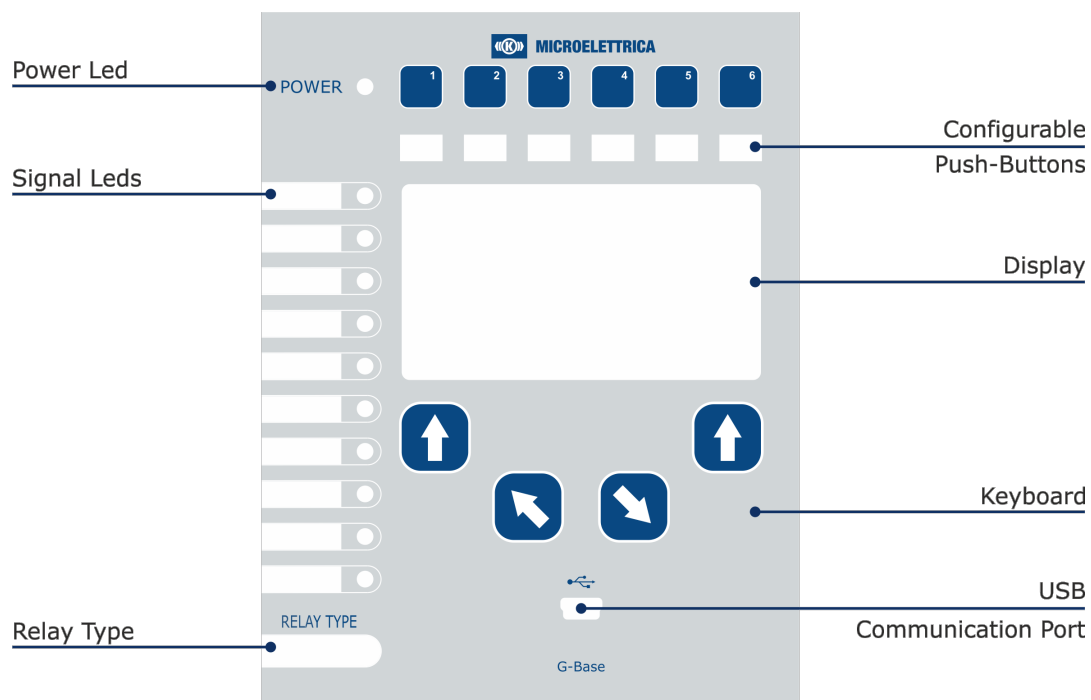 MICROELETTRICA
Power Led
POWER
1 2 3 4 5 6
Configurable
Push-Buttons
Signal Leds
Display
Keyboard
USB
Communication Port
RELAY TYPE
Relay Type
G-Base